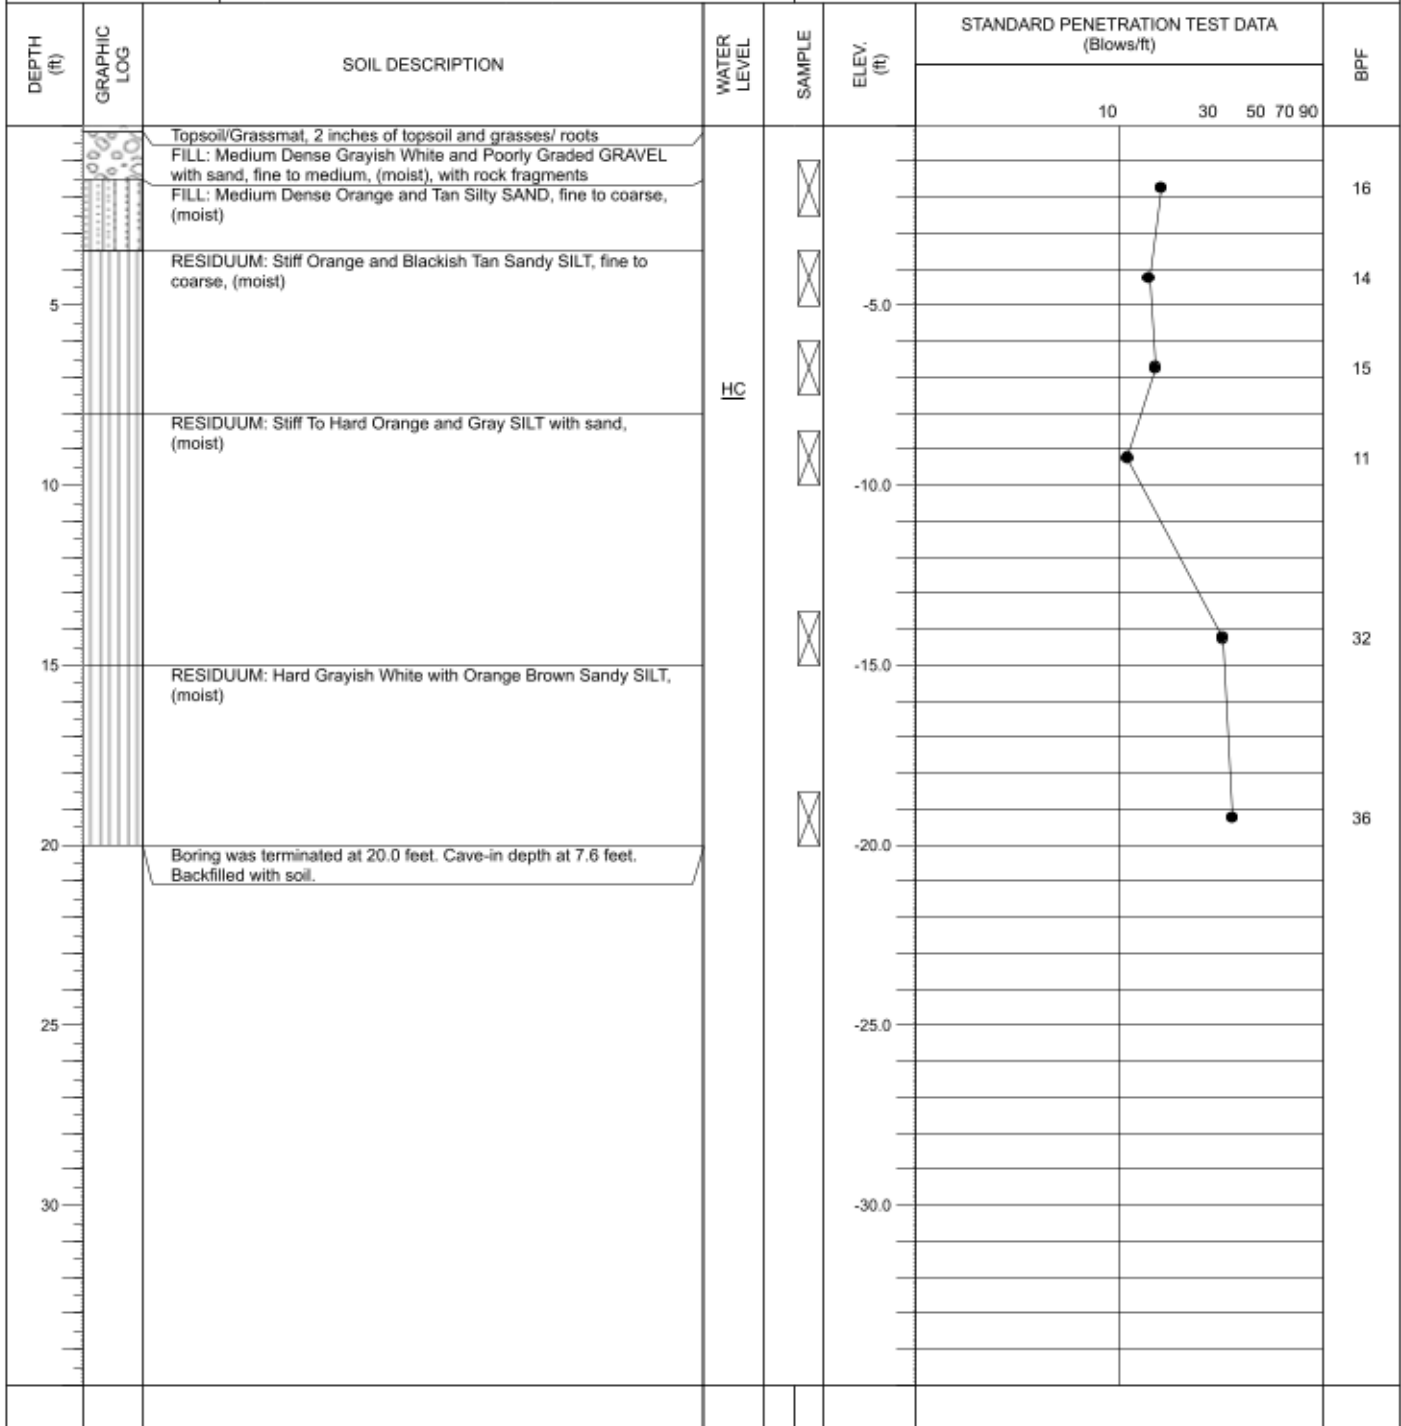 DEPTH
(ft)
GRAPHIC
LOG
SOIL DESCRIPTION
WATER
LEVEL
SAMPLE
ELEV.
(ft)
STANDARD PENETRATION TEST DATA
(Blows/ft)
BPF
10 30 50 70 90
Topsoil/Grassmat, 2 inches of topsoil and grasses/ roots
FILL: Medium Dense Grayish White and Poorly Graded GRAVEL
with sand, fine to medium, (moist), with rock fragments
16
FILL: Medium Dense Orange and Tan Silty SAND, fine to coarse,
(moist)
RESIDUUM: Stiff Orange and Blackish Tan Sandy SILT, fine to
coarse, (moist)
14
5 -5.0
15
HC
RESIDUUM: Stiff To Hard Orange and Gray SILT with sand,
(moist)
11
10 -10.0
32
15 -15.0
RESIDUUM: Hard Grayish White with Orange Brown Sandy SILT,
(moist)
36
20 -20.0
Boring was terminated at 20.0 feet. Cave-in depth at 7.6 feet.
Backfilled with soil.
25 -25.0
30 -30.0